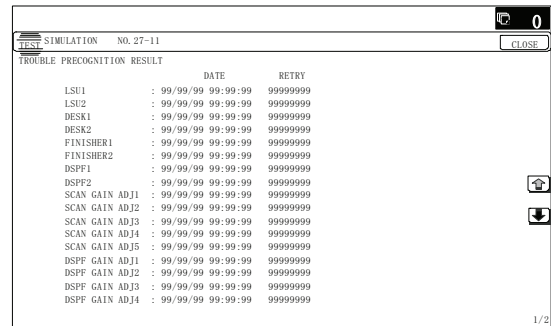 0
TEST SIMULATION NO. 27-11 CLOSE
TROUBLE PRECOGNITION RESULT
DATE RETRY
LSU1 : 99/99/99 99:99:99 99999999
LSU2 : 99/99/99 99:99:99 99999999
DESK1 : 99/99/99 99:99:99 99999999
DESK2 : 99/99/99 99:99:99 99999999
FINISHER1 : 99/99/99 99:99:99 99999999
FINISHER2 : 99/99/99 99:99:99 99999999
DSPF1 : 99/99/99 99:99:99 99999999
DSPF2 : 99/99/99 99:99:99 99999999
SCAN GAIN ADJ1 : 99/99/99 99:99:99 99999999
SCAN GAIN ADJ2 : 99/99/99 99:99:99 99999999
SCAN GAIN ADJ3 : 99/99/99 99:99:99 99999999
SCAN GAIN ADJ4 : 99/99/99 99:99:99 99999999
SCAN GAIN ADJ5 : 99/99/99 99:99:99 99999999
DSPF GAIN ADJ1 : 99/99/99 99:99:99 99999999
DSPF GAIN ADJ2 : 99/99/99 99:99:99 99999999
DSPF GAIN ADJ3 : 99/99/99 99:99:99 99999999
DSPF GAIN ADJ4 : 99/99/99 99:99:99 99999999
1/2